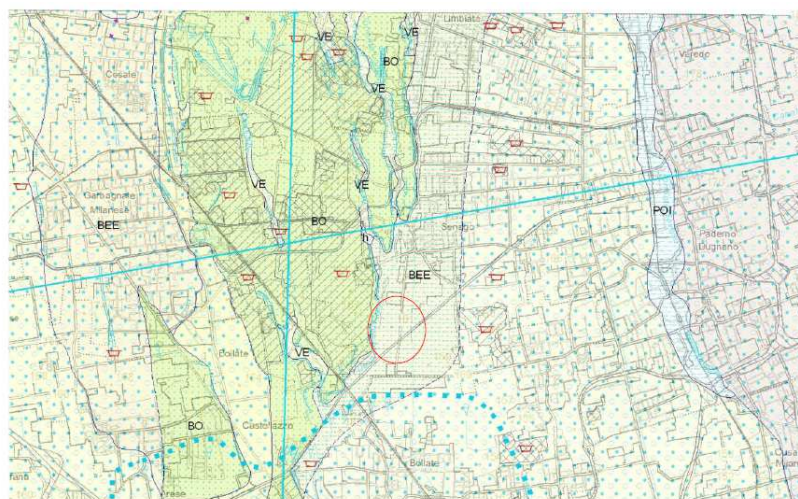 Limbiate
VE
VE
BO
Varedo
Cesate
VE
Garbagnate
Milanese
BEE
VE
VE
BO
Senago
POI
Paderno
Dugnano
h
BEE
VE
Bollate
BO
Castellazzo
Bollate
Arese